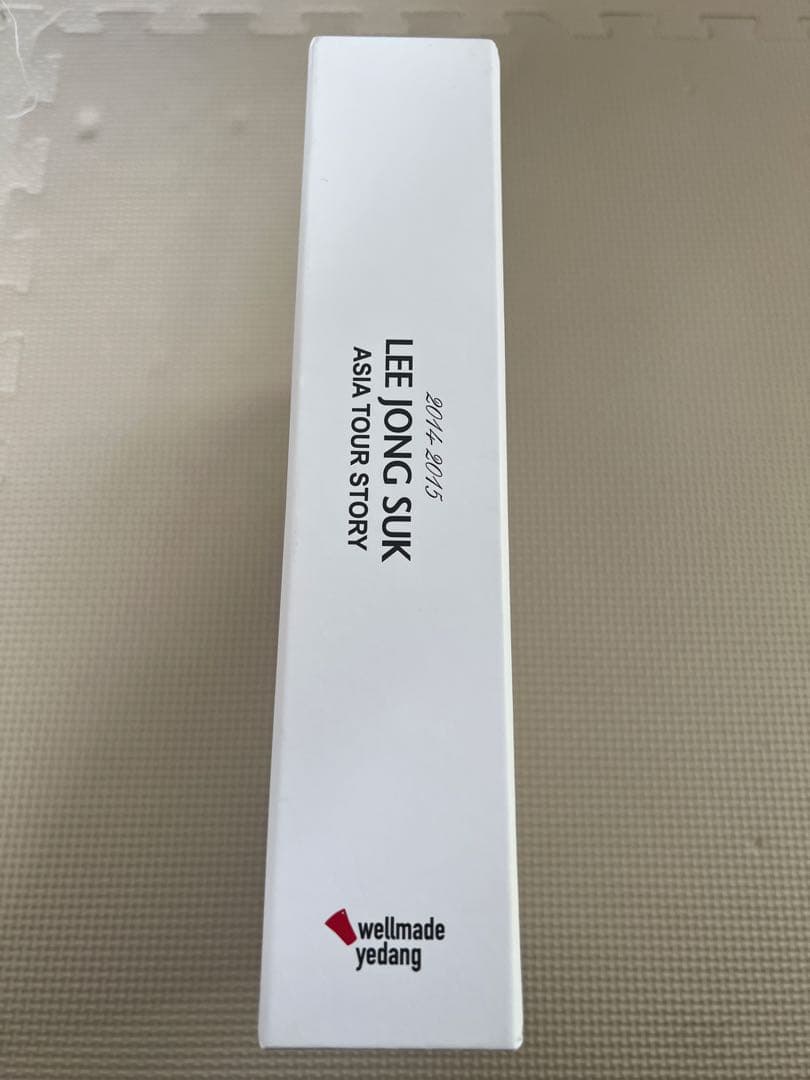 2014-2015
LEE JONG SUK
ASIA TOUR STORY
wellmade
yedang